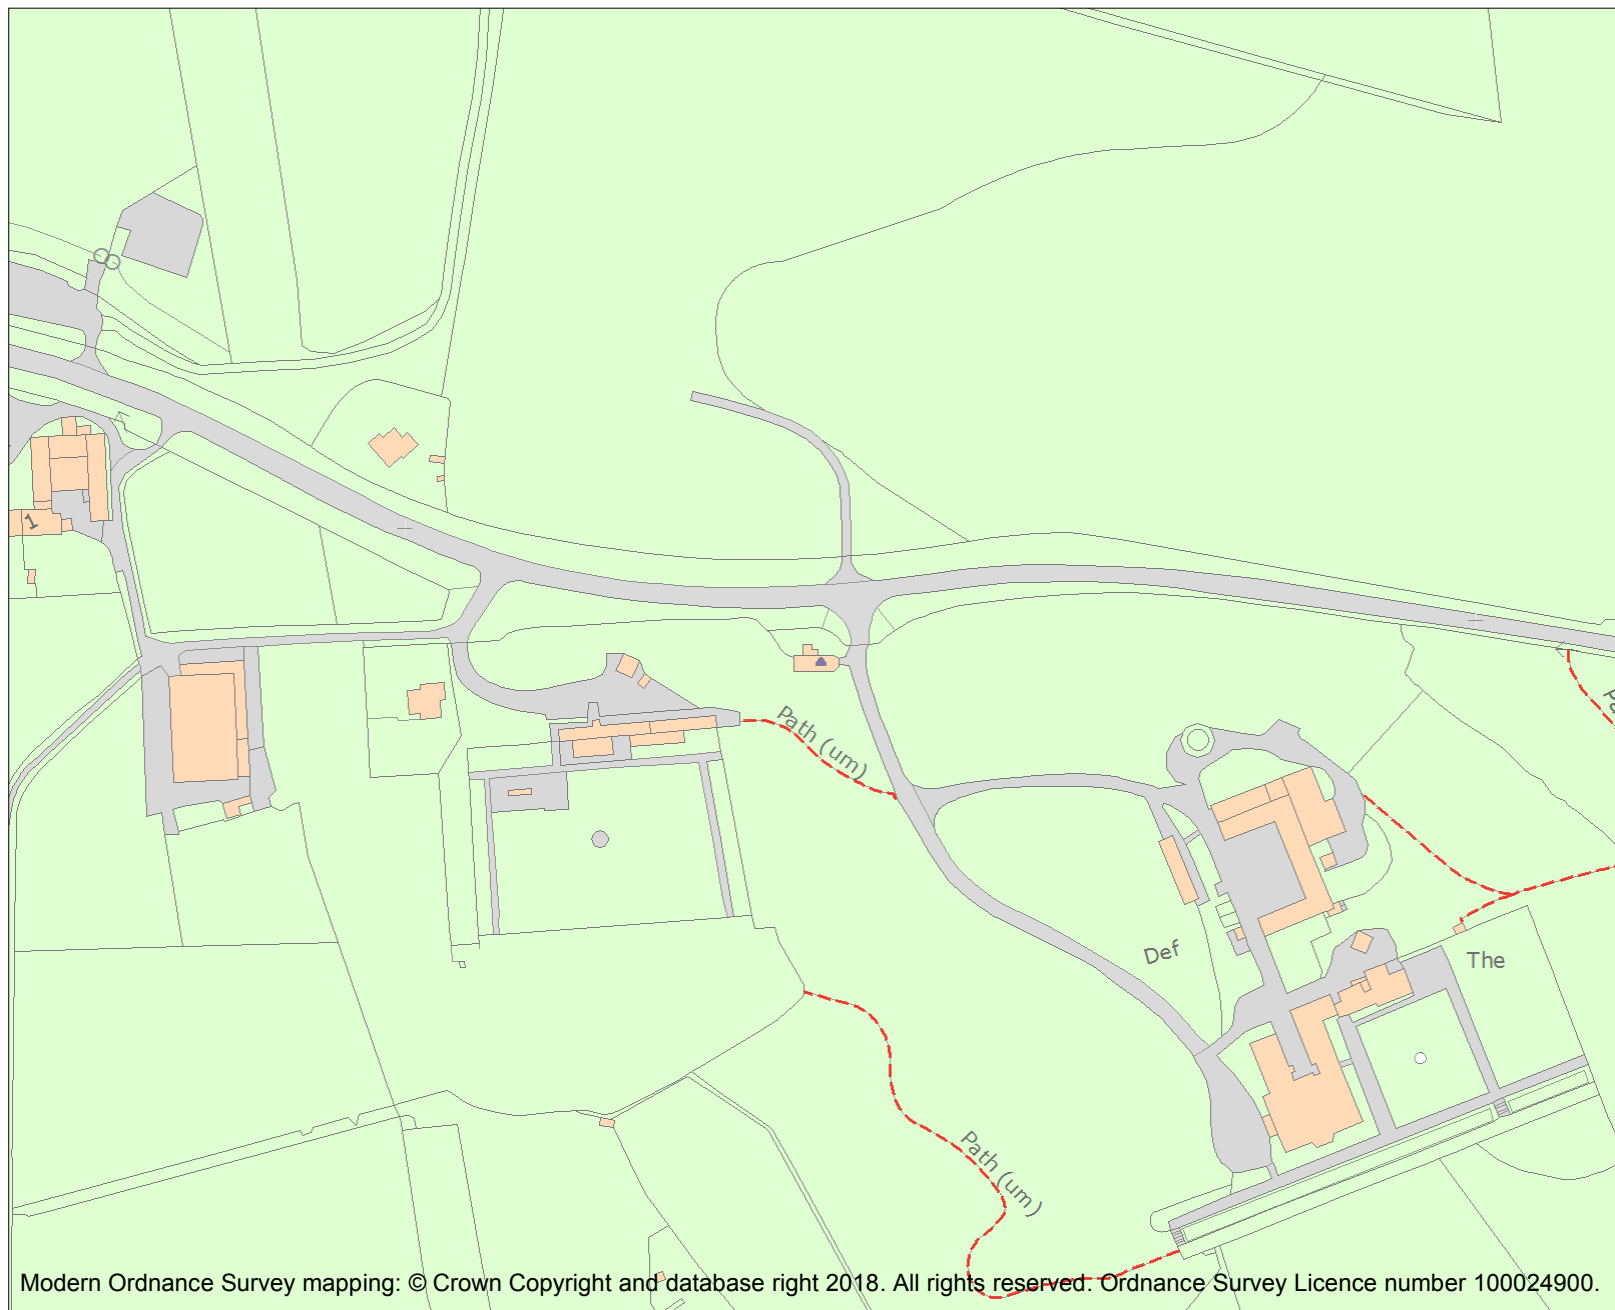 1
Path (um)
Pa
Def
The
Path (um)
Modern Ordnance Survey mapping: © Crown Copyright and database right 2018. All rights reserved. Ordnance Survey Licence number 100024900.